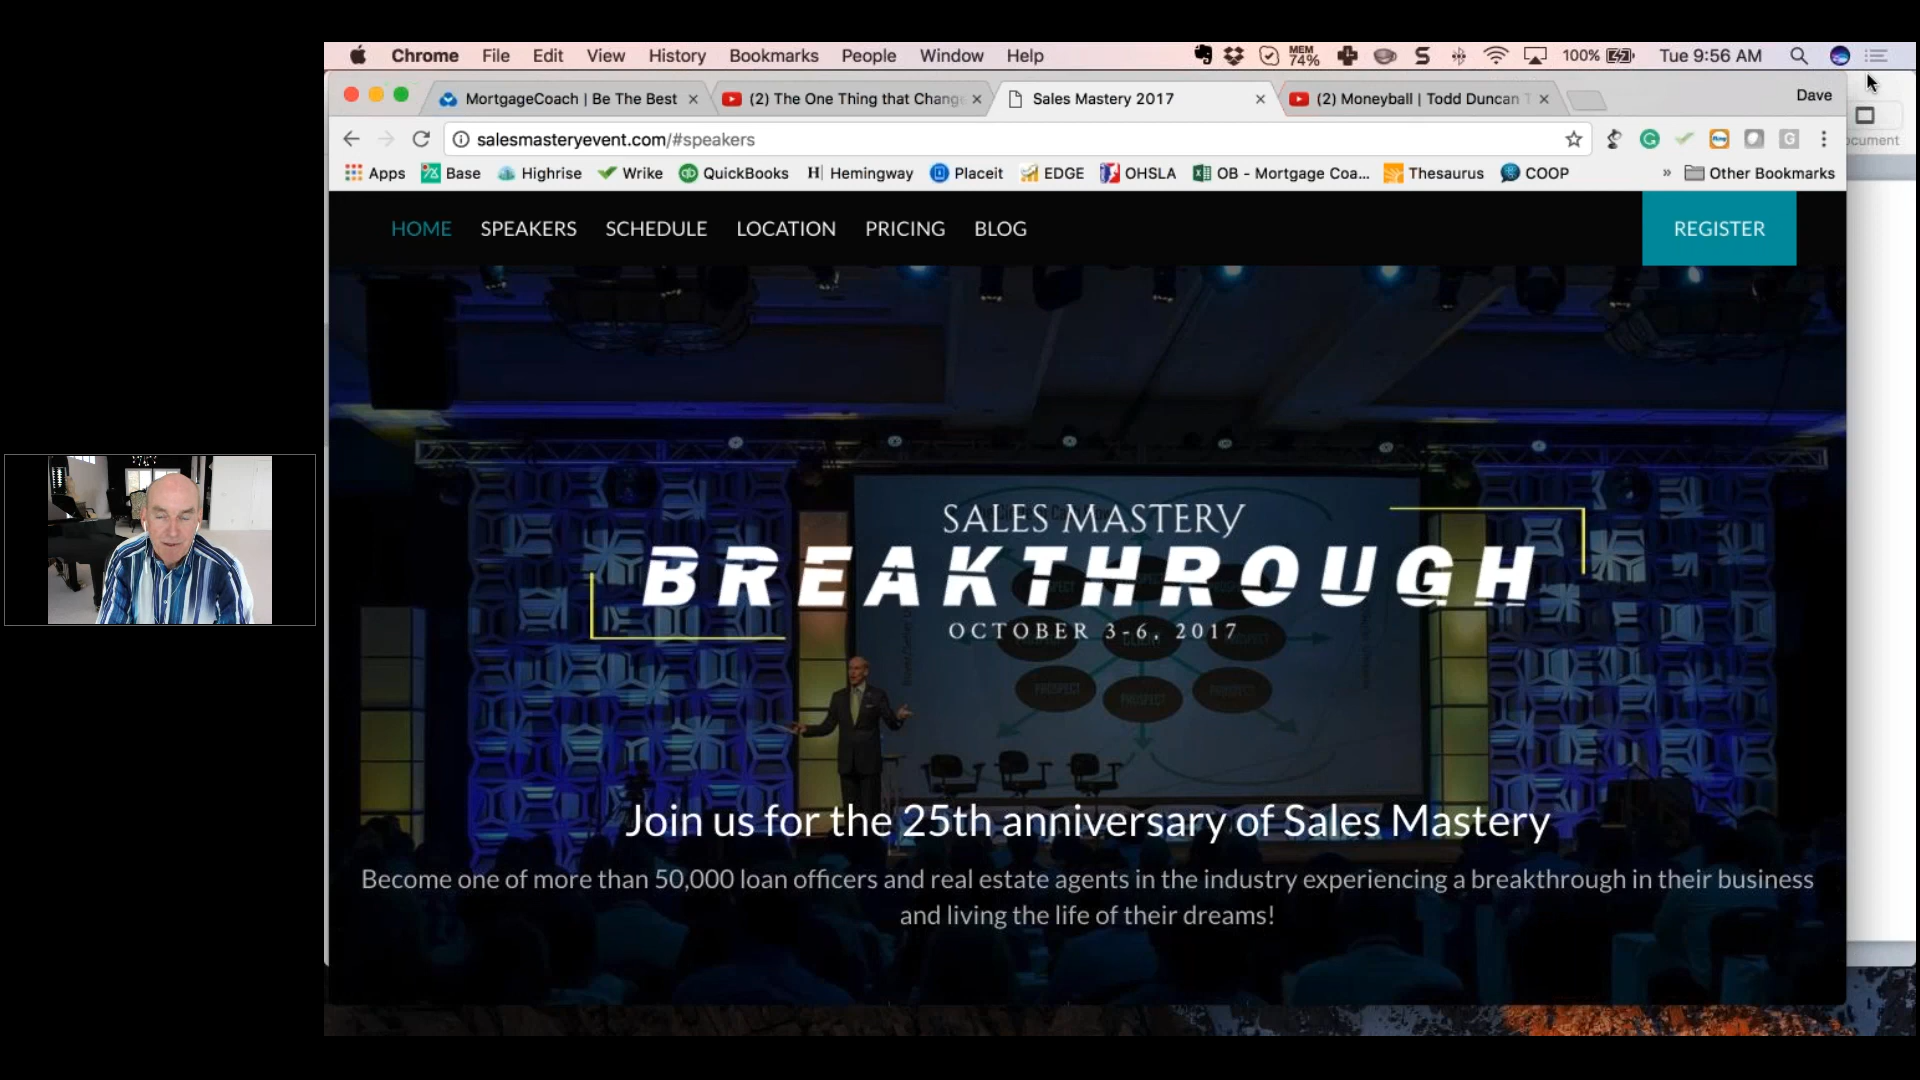 Chrome File Edit View History Bookmarks People Window Help MEM 74% 100% Tue 9:56 AM
MortgageCoach | Be The Best (2) The One Thing that Change Sales Mastery 2017 (2) Moneyball | Todd Duncan T Dave
salesmasteryevent.com/#speakers
Apps Base Highrise Wrike QuickBooks Hemingway Placeit EDGE OHSLA OB - Mortgage Coa... Thesaurus COOP » Other Bookmarks
HOME SPEAKERS SCHEDULE LOCATION PRICING BLOG REGISTER
SALES MASTERY
BREAKTHROUGH
OCTOBER 3-6, 2017
PROSPECT PROSPECT PROSPECT
Join us for the 25th anniversary of Sales Mastery
Become one of more than 50,000 loan officers and real estate agents in the industry experiencing a breakthrough in their business
and living the life of their dreams!